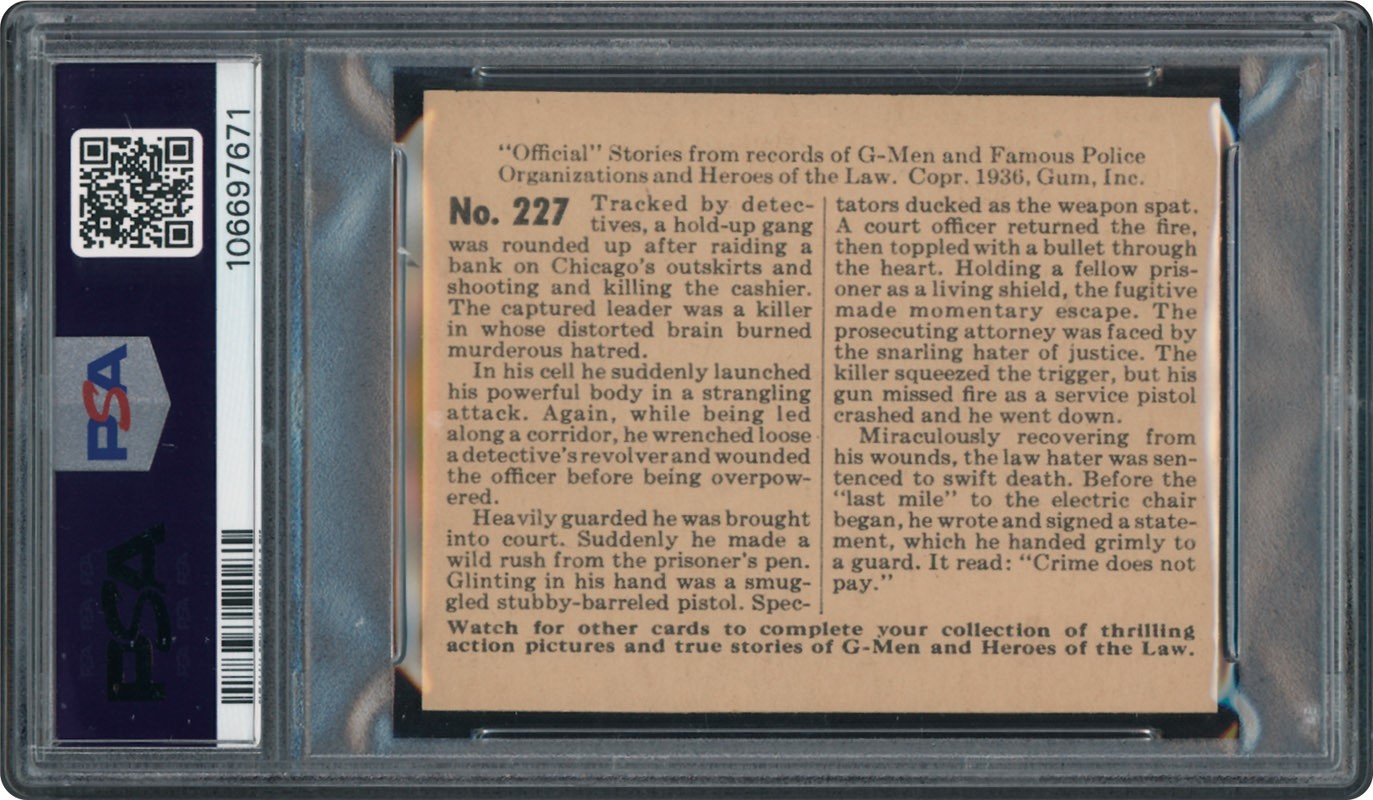 PSA
106697671
PSA
"Official" Stories from records of G-Men and Famous Police
Organizations and Heroes of the Law. Copr. 1936, Gum, Inc.
No. 227 Tracked by detec-
tives, a hold-up gang
was rounded up after raiding a
bank on Chicago's outskirts and
shooting and killing the cashier.
The captured leader was a killer
in whose distorted brain burned
murderous hatred.
In his cell he suddenly launched
his powerful body in a strangling
attack. Again, while being led
along a corridor, he wrenched loose
a detective's revolver and wounded
the officer before being overpow-
ered.
Heavily guarded he was brought
into court. Suddenly he made a
wild rush from the prisoner's pen.
Glinting in his hand was a smug-
gled stubby-barreled pistol. Spec-
tators ducked as the weapon spat.
A court officer returned the fire,
then toppled with a bullet through
the heart. Holding a fellow pris-
oner as a living shield, the fugitive
made momentary escape. The
prosecuting attorney was faced by
the snarling hater of justice. The
killer squeezed the trigger, but his
gun missed fire as a service pistol
crashed and he went down.
Miraculously recovering from
his wounds, the law hater was sen-
tenced to swift death. Before the
"last mile" to the electric chair
began, he wrote and signed a state-
ment, which he handed grimly to
a guard. It read: "Crime does not
pay."
Watch for other cards to complete your collection of thrilling
action pictures and true stories of G-Men and Heroes of the Law.